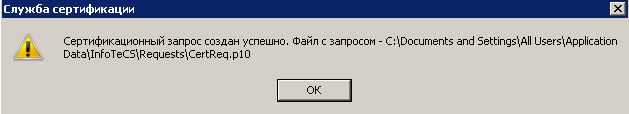 Служба сертификации
Сертификационный запрос создан успешно. Файл с запросом - C:\Documents and Settings\All Users\Application
Data\InfoTeCS\Requests\CertReq.p10
OK